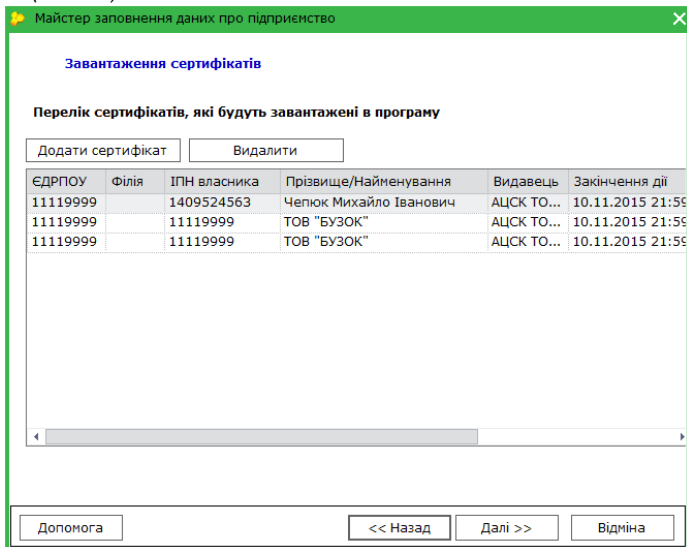 Майстер заповнення даних про підприємство
Завантаження сертифікатів
Перелік сертифікатів, які будуть завантажені в програму
Додати сертифікат Видалити
ЄДРПОУ Філія ІПН власника Прізвище/Найменування Видавець Закінчення дії
11119999 1409524563 Чепюк Михайло Іванович АЦСК ТО... 10.11.2015 21:59
11119999 11119999 ТОВ "БУЗОК" АЦСК ТО... 10.11.2015 21:59
11119999 11119999 ТОВ "БУЗОК" АЦСК ТО... 10.11.2015 21:59
Допомога << Назад Далі >> Відміна